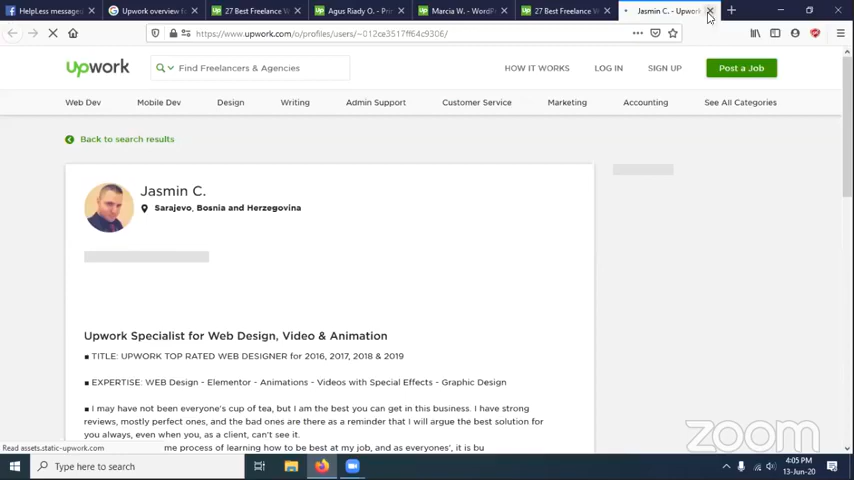 HelpLess messages
Upwork overview f
27 Best Freelance W
Agus Riady O. - Pr
Marcia W. - WordP
27 Best Freelance W
Jasmin C. - Upwork
https://www.upwork.com/o/profiles/users/~012ce3517ff64c9306/
upwork
Find Freelancers & Agencies
HOW IT WORKS
LOG IN
SIGN UP
Post a Job
Web Dev
Mobile Dev
Design
Writing
Admin Support
Customer Service
Marketing
Accounting
See All Categories
Back to search results
Jasmin C.
Sarajevo, Bosnia and Herzegovina
Upwork Specialist for Web Design, Video & Animation
■ TITLE: UPWORK TOP RATED WEB DESIGNER for 2016, 2017, 2018 & 2019
■ EXPERTISE: WEB Design - Elementor - Animations - Videos with Special Effects - Graphic Design
■ I may have not been everyone's cup of tea, but I am the best you can get in this business. I have strong
reviews, mostly perfect ones, and the bad ones are there as a reminder that I will argue the best solution for
you always, even when you, as a client, can't see it.
me process of learning how to be best at my job, and as everyones', it is bu
Read assets.static-upwork.com
zoom
Type here to search
4:05 PM
13-Jun-20